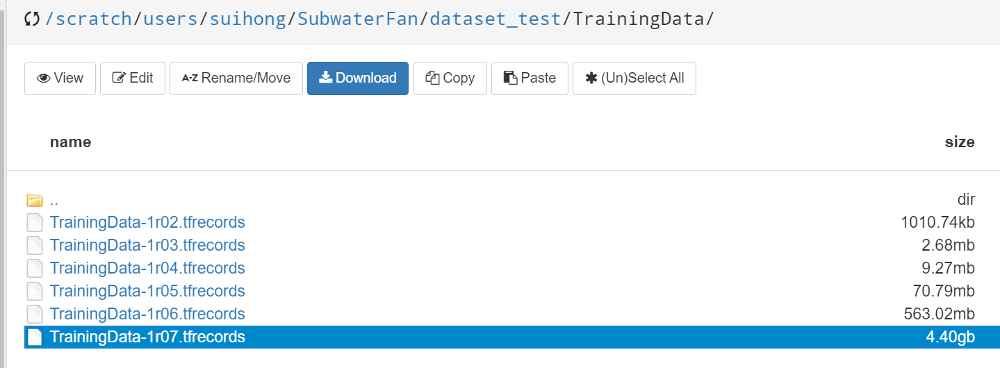 /scratch/users/suihong/SubwaterFan/dataset_test/TrainingData/
View Edit A-Z Rename/Move Download Copy Paste (Un)Select All
name size
.. dir
TrainingData-1r02.tfrecords 1010.74kb
TrainingData-1r03.tfrecords 2.68mb
TrainingData-1r04.tfrecords 9.27mb
TrainingData-1r05.tfrecords 70.79mb
TrainingData-1r06.tfrecords 563.02mb
TrainingData-1r07.tfrecords 4.40gb